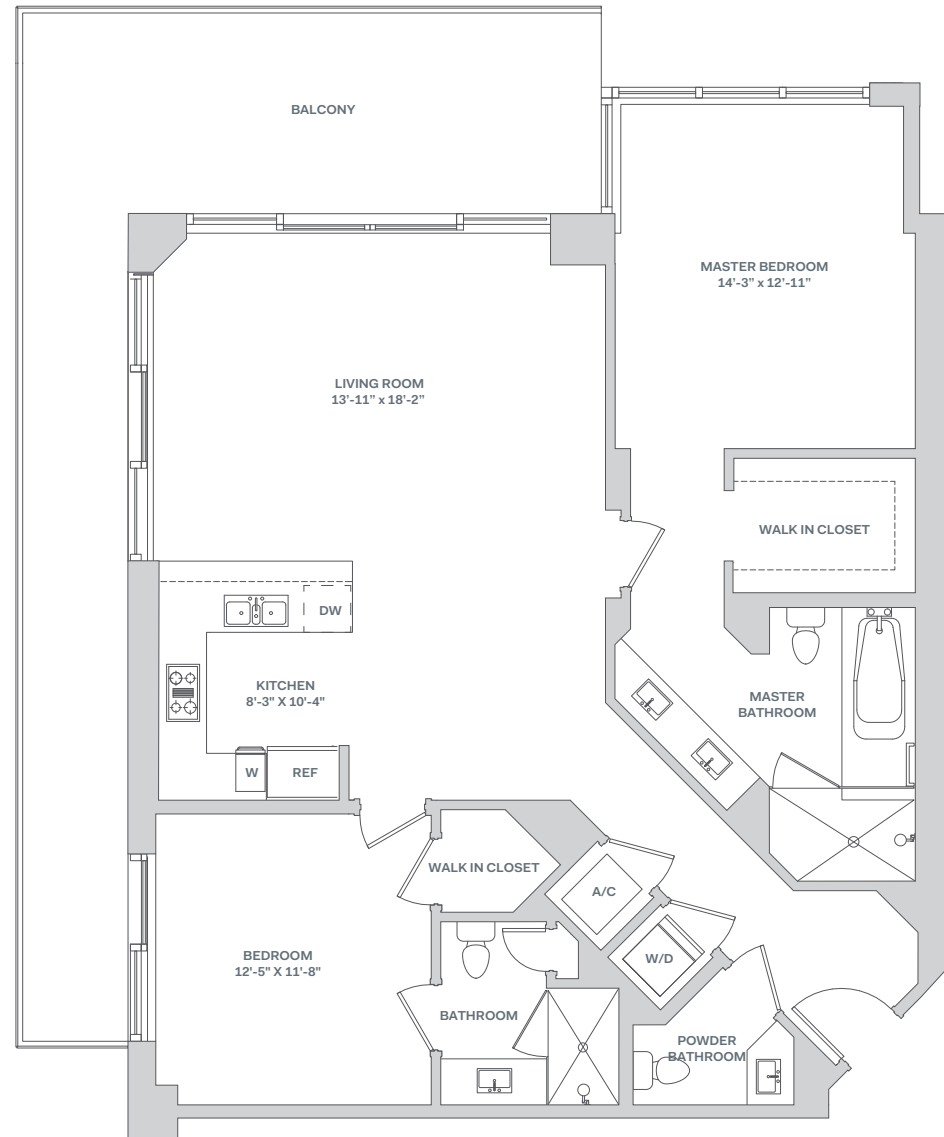 BALCONY
MASTER BEDROOM
14’-3” x 12’-11”
LIVING ROOM
13’-11” x 18’-2”
WALK IN CLOSET
DW
KITCHEN
8'-3" X 10'-4"
MASTER
BATHROOM
W
REF
WALK IN CLOSET
A/C
BEDROOM
12'-5" X 11'-8"
W/D
BATHROOM
POWDER
BATHROOM